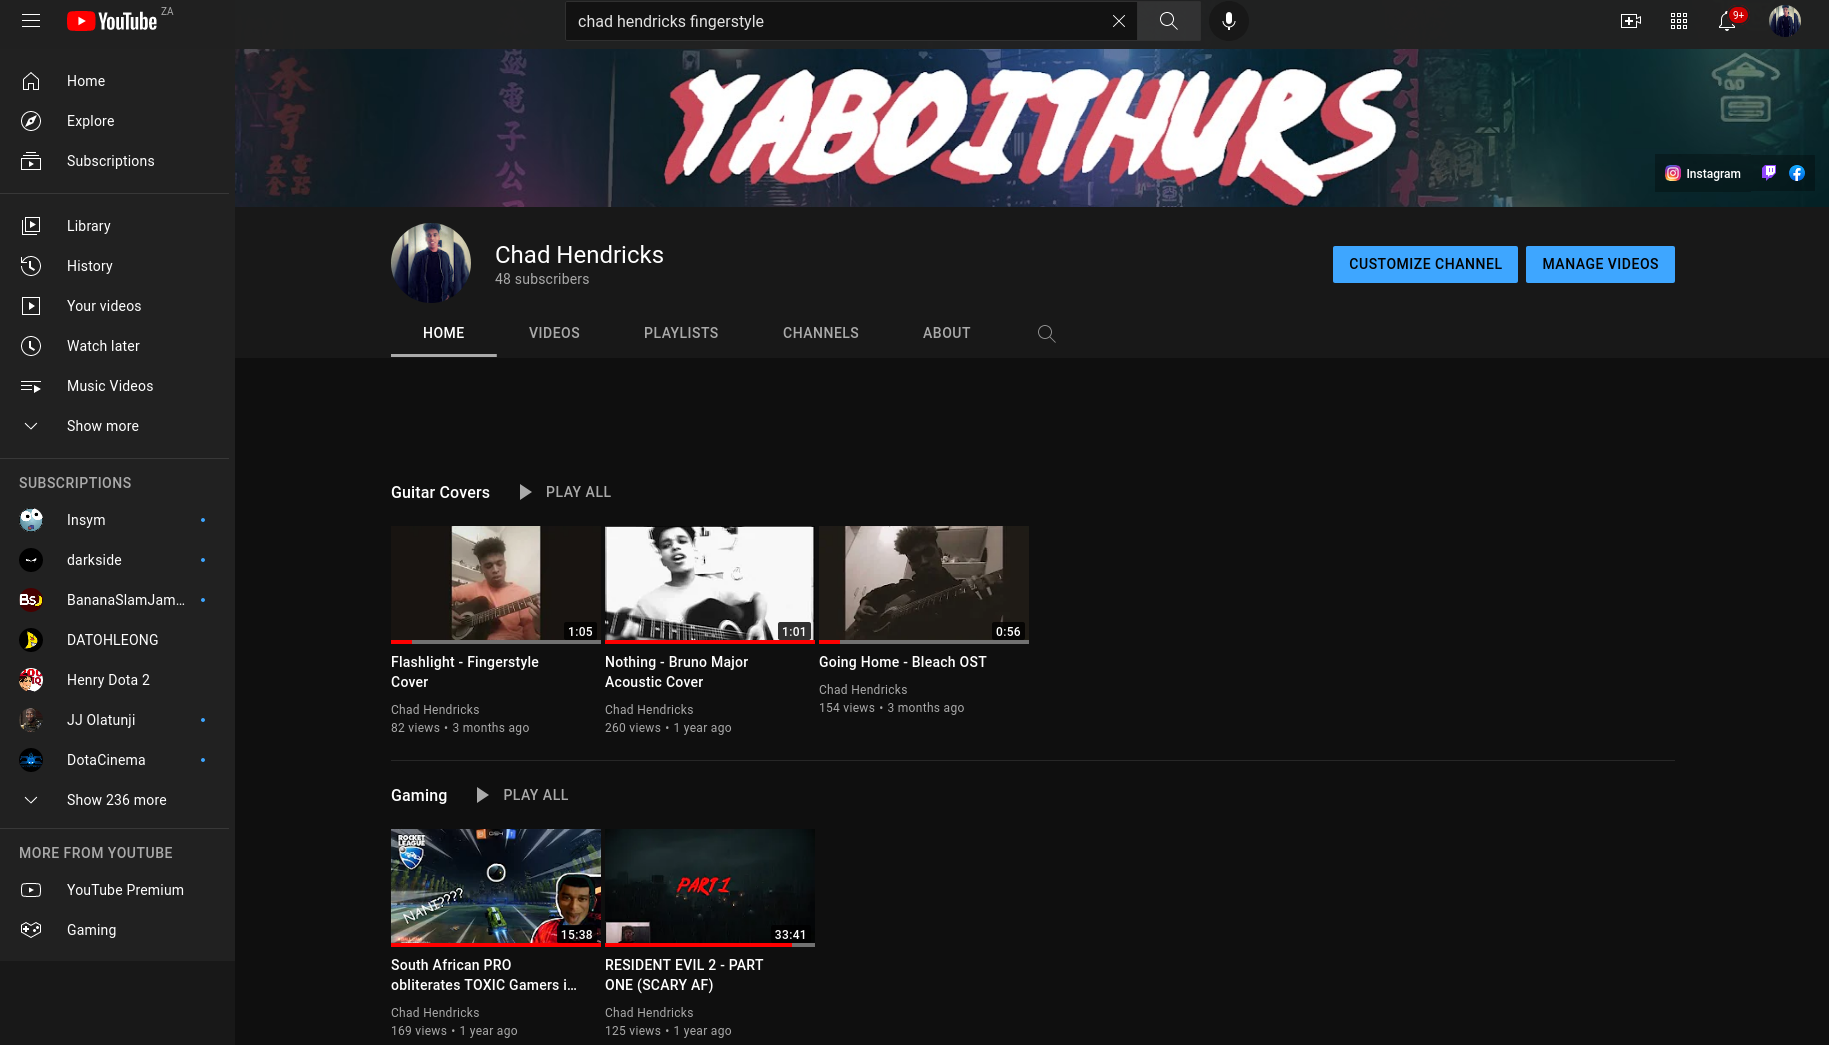 YouTube ZA
chad hendricks fingerstyle
9+
Home
Explore
Subscriptions
Library
History
Your videos
Watch later
Music Videos
Show more
SUBSCRIPTIONS
Insym
darkside
BSJ
BananaSlamJam...
DATOHLEONG
Henry Dota 2
JJ Olatunji
DotaCinema
Show 236 more
MORE FROM YOUTUBE
YouTube Premium
Gaming
承亨
電子公司
YABOITHURS
Instagram
Chad Hendricks
48 subscribers
CUSTOMIZE CHANNEL
MANAGE VIDEOS
HOME
VIDEOS
PLAYLISTS
CHANNELS
ABOUT
Guitar Covers
PLAY ALL
1:05
Flashlight - Fingerstyle
Cover
Chad Hendricks
82 views • 3 months ago
1:01
Nothing - Bruno Major
Acoustic Cover
Chad Hendricks
260 views • 1 year ago
0:56
Going Home - Bleach OST
Chad Hendricks
154 views • 3 months ago
Gaming
PLAY ALL
ROCKET
LEAGUE
NANI????
15:38
South African PRO
obliterates TOXIC Gamers i...
Chad Hendricks
169 views • 1 year ago
PART 1
33:41
RESIDENT EVIL 2 - PART
ONE (SCARY AF)
Chad Hendricks
125 views • 1 year ago